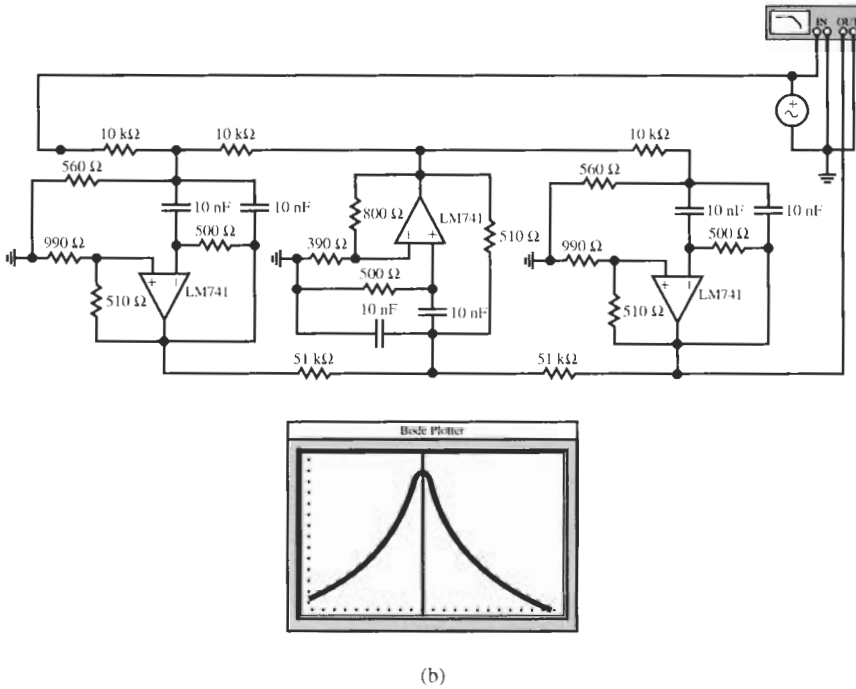 IN OUT
10 kΩ 10 kΩ 10 kΩ
560 Ω 560 Ω
10 nF 10 nF 800 Ω LM741 10 nF 10 nF
990 Ω 500 Ω 390 Ω 510 Ω 990 Ω 500 Ω
+ − − + + −
500 Ω
510 Ω LM741 10 nF 10 nF 510 Ω LM741
51 kΩ 51 kΩ
Bode Plotter
(b)